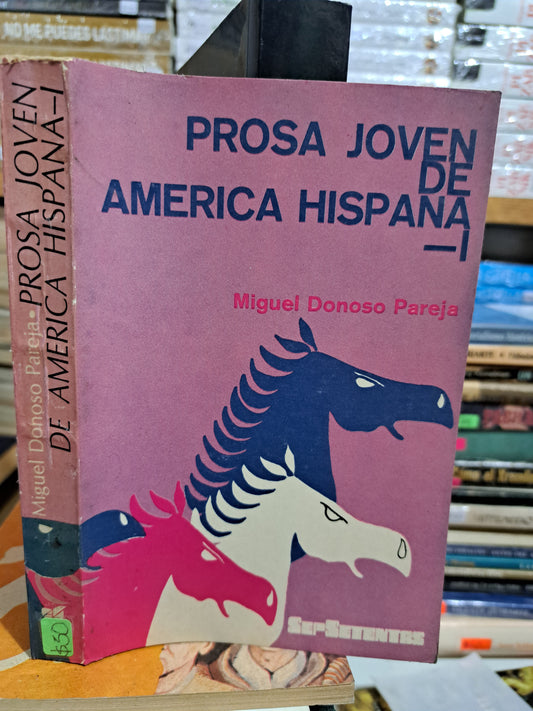 PROSA JOVEN
DE
AMERICA HISPANA
—I
Miguel Donoso Pareja
SEPSETENTAS
Miguel Donoso Pareja • PROSA JOVEN
DE AMERICA HISPANA—I
$30
NO ME PUEDES LASTIMAR